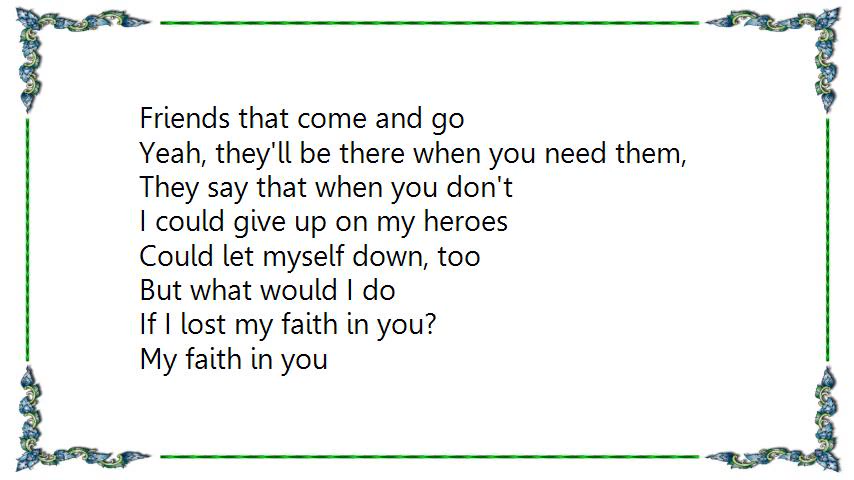 Friends that come and go
Yeah, they'll be there when you need them,
They say that when you don't
I could give up on my heroes
Could let myself down, too
But what would I do
If I lost my faith in you?
My faith in you